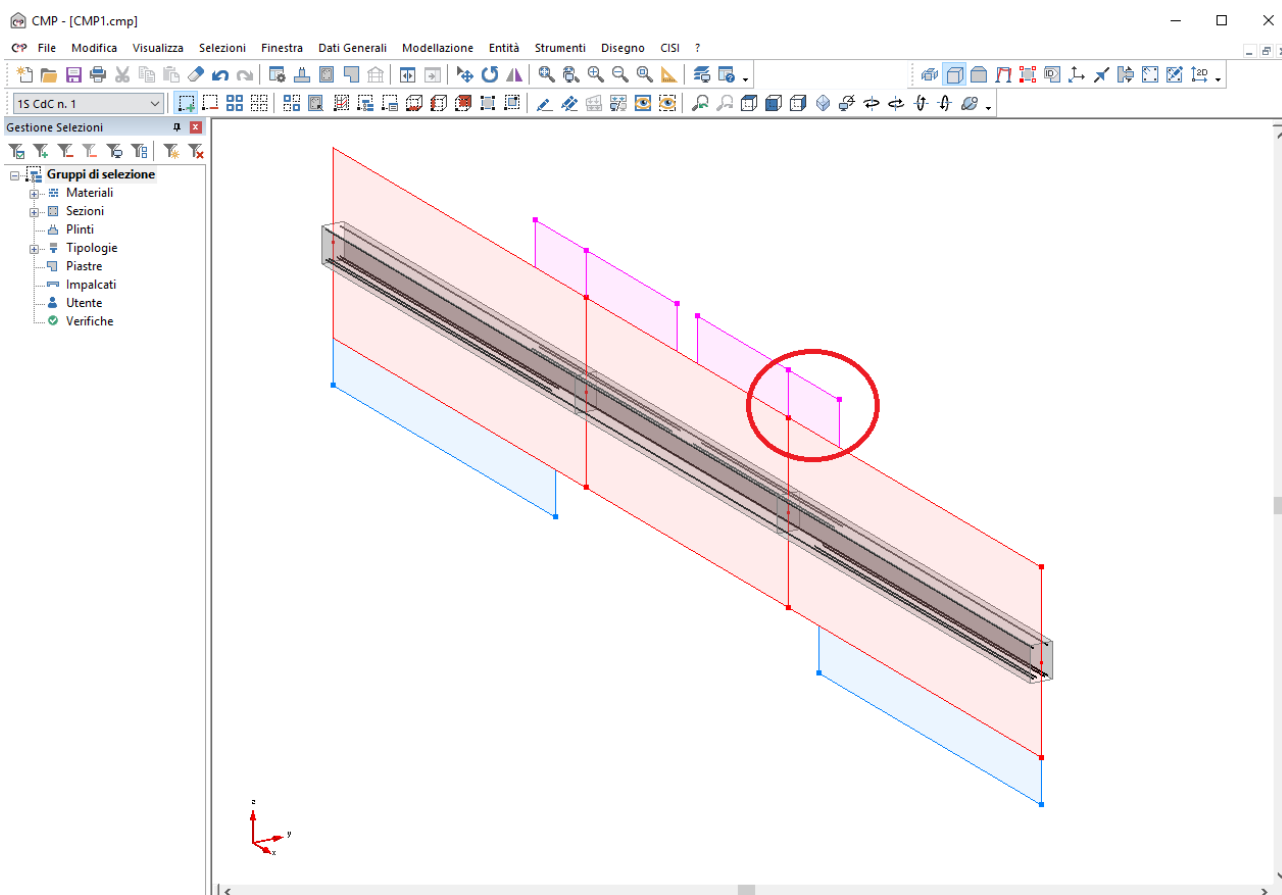 CMP - [CMP1.cmp]
File Modifica Visualizza Selezioni Finestra Dati Generali Modellazione Entità Strumenti Disegno CISI ?
1S CdC n. 1
Gestione Selezioni
Gruppi di selezione
Materiali
Sezioni
Plinti
Tipologie
Piastre
Impalcati
Utente
Verifiche
z
y
x